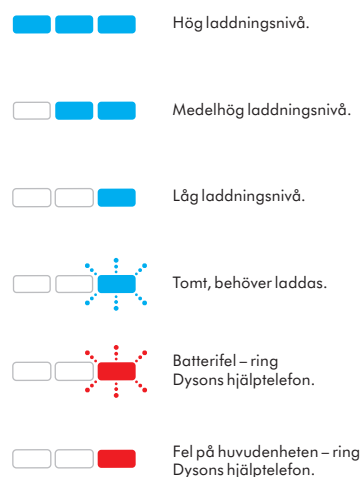 Hög laddningsnivå.
Medelhög laddningsnivå.
Låg laddningsnivå.
Tomt, behöver laddas.
Batterifel – ring
Dysons hjälptelefon.
Fel på huvudenheten – ring
Dysons hjälptelefon.